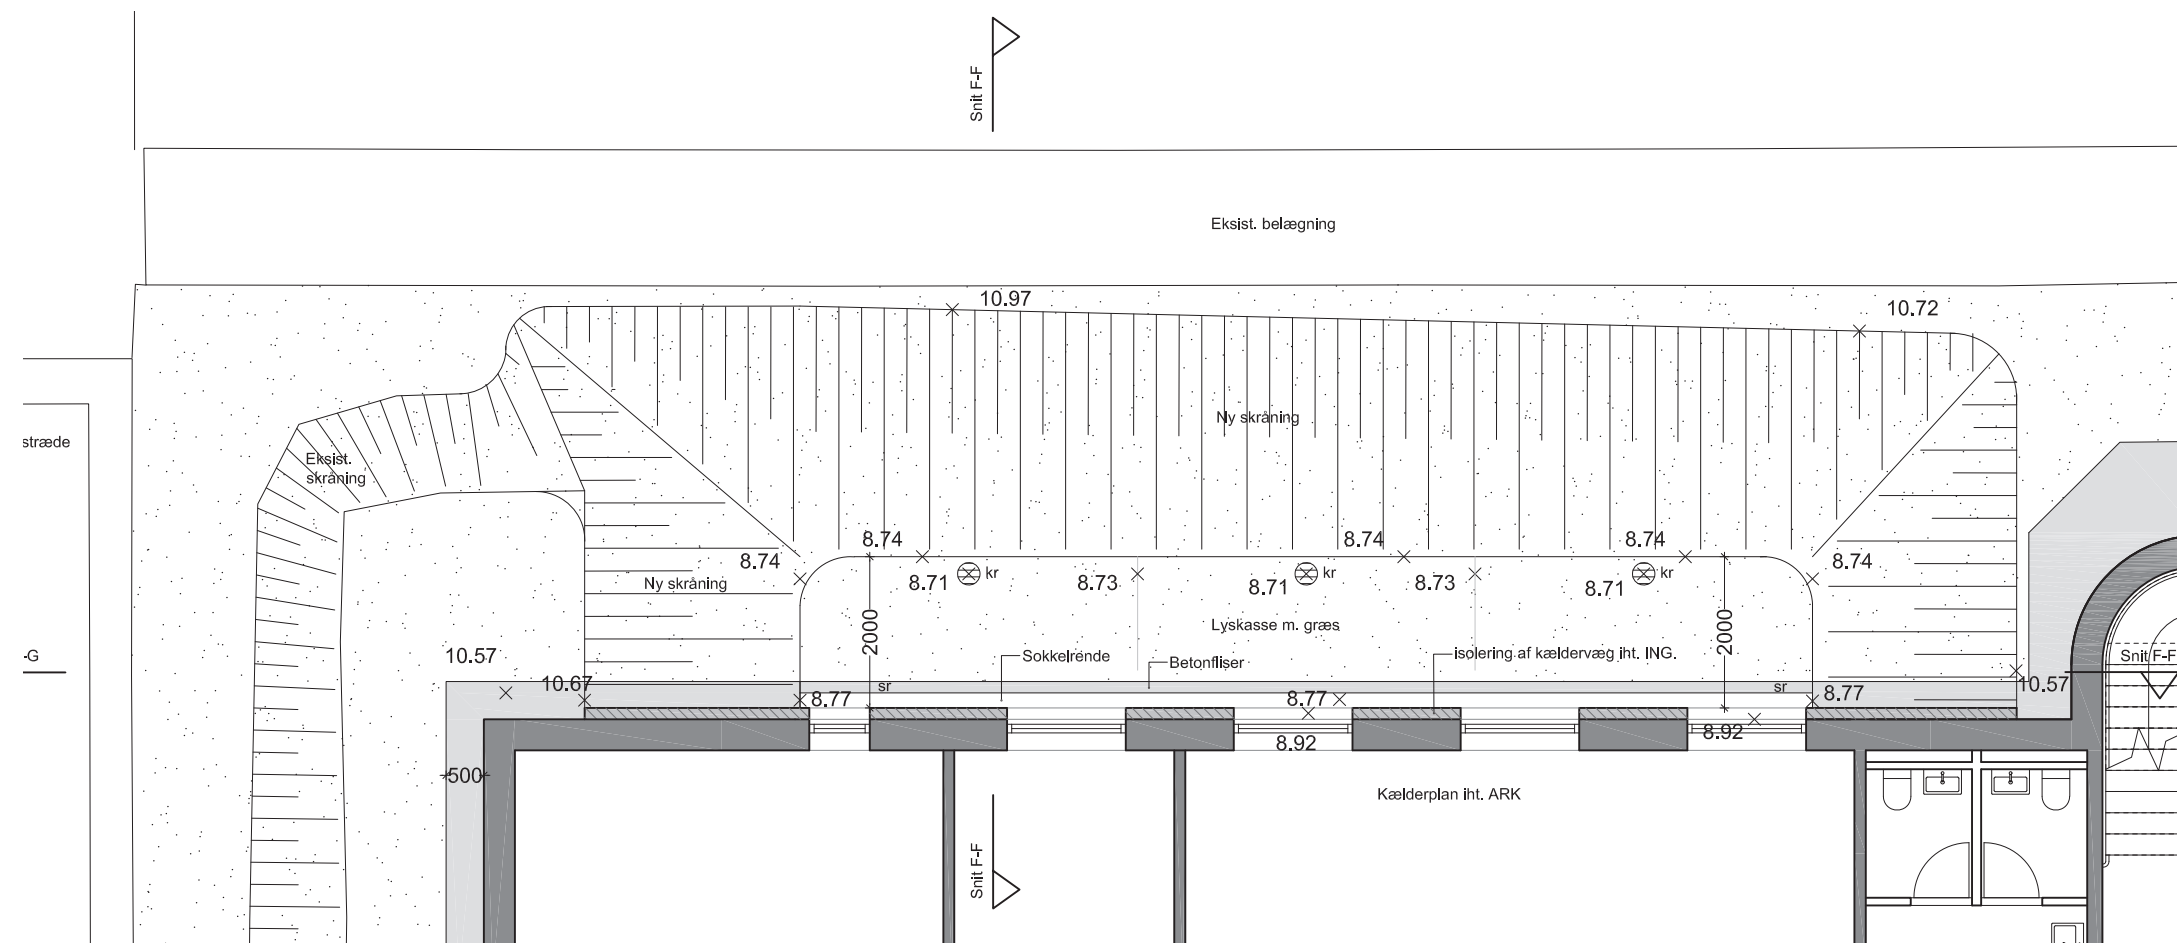 Snit F-F
Eksist. belægning
10.97
10.72
Ny skråning
stræde
Eksist.
skråning
8.74
8.74
8.74
8.74
8.74
8.71
kr
8.73
8.71
kr
8.73
8.71
kr
Ny skråning
2000
Lyskasse m. græs
2000
-G
10.57
Sokkelrende
Betonfliser
isolering af kældervæg iht. ING.
Snit F-F
10.67
sr
sr
10.57
8.77
8.77
8.77
8.92
8.92
500
Kælderplan iht. ARK
Snit F-F